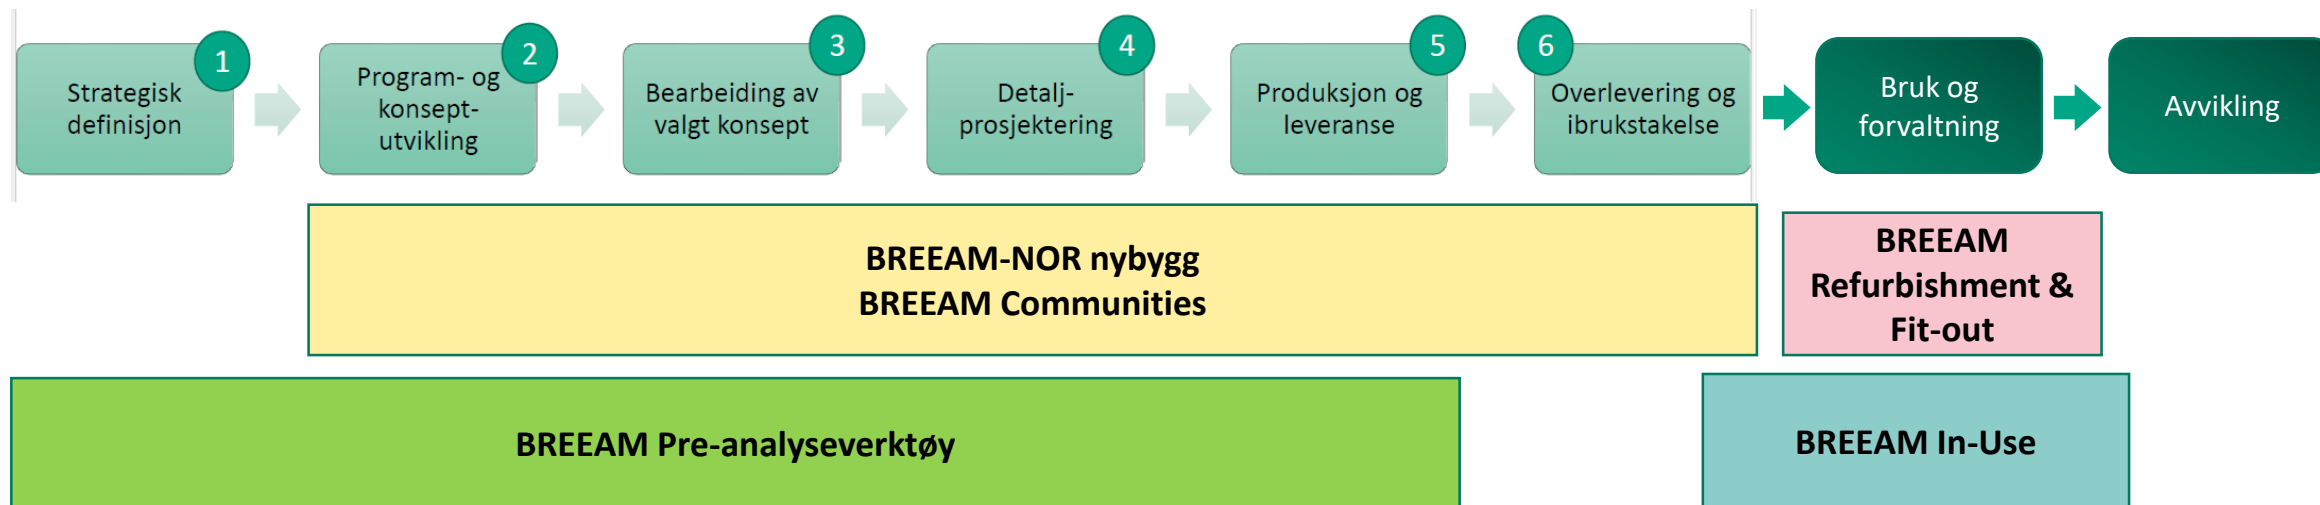 1
Strategisk
definisjon
2
Program- og
konsept-
utvikling
3
Bearbeiding av
valgt konsept
4
Detalj-
prosjektering
5
Produksjon og
leveranse
6
Overlevering og
ibrukstakelse
Bruk og
forvaltning
Avvikling
BREEAM-NOR nybygg
BREEAM Communities
BREEAM
Refurbishment &
Fit-out
BREEAM Pre-analyseverktøy
BREEAM In-Use